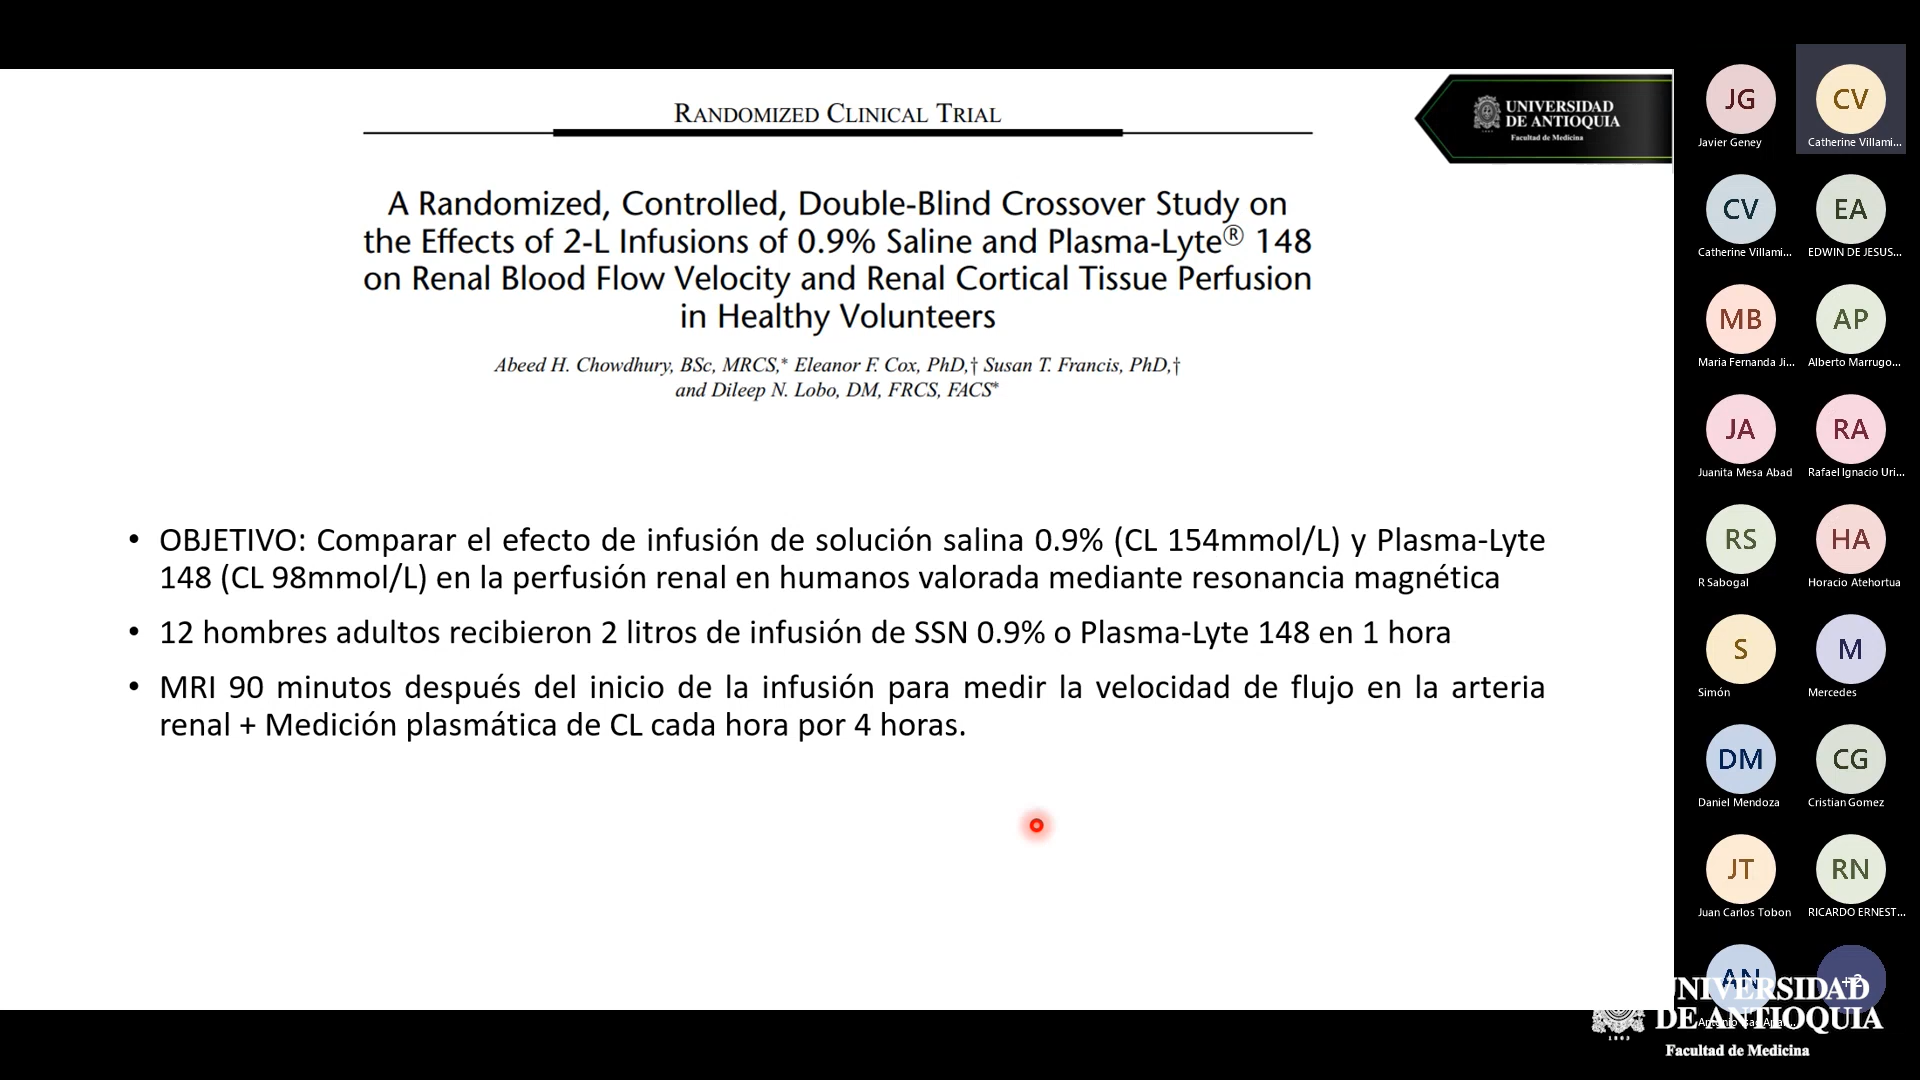 RANDOMIZED CLINICAL TRIAL
UNIVERSIDAD
DE ANTIOQUIA
1803
Facultad de Medicina
A Randomized, Controlled, Double-Blind Crossover Study on
the Effects of 2-L Infusions of 0.9% Saline and Plasma-Lyte® 148
on Renal Blood Flow Velocity and Renal Cortical Tissue Perfusion
in Healthy Volunteers
Abeed H. Chowdhury, BSc, MRCS,* Eleanor F. Cox, PhD,† Susan T. Francis, PhD,†
and Dileep N. Lobo, DM, FRCS, FACS*
• OBJETIVO: Comparar el efecto de infusión de solución salina 0.9% (CL 154mmol/L) y Plasma-Lyte
148 (CL 98mmol/L) en la perfusión renal en humanos valorada mediante resonancia magnética
• 12 hombres adultos recibieron 2 litros de infusión de SSN 0.9% o Plasma-Lyte 148 en 1 hora
• MRI 90 minutos después del inicio de la infusión para medir la velocidad de flujo en la arteria
renal + Medición plasmática de CL cada hora por 4 horas.
JG CV
Javier Geney Catherine Villami...
CV EA
Catherine Villami... EDWIN DE JESUS...
MB AP
Maria Fernanda Ji... Alberto Marrugo...
JA RA
Juanita Mesa Abad Rafael Ignacio Uri...
RS HA
R Sabogal Horacio Atehortua
S M
Simón Mercedes
DM CG
Daniel Mendoza Cristian Gomez
JT RN
Juan Carlos Tobon RICARDO ERNEST...
AN +2
UNIVERSIDAD
DE ANTIOQUIA
1803
Facultad de Medicina